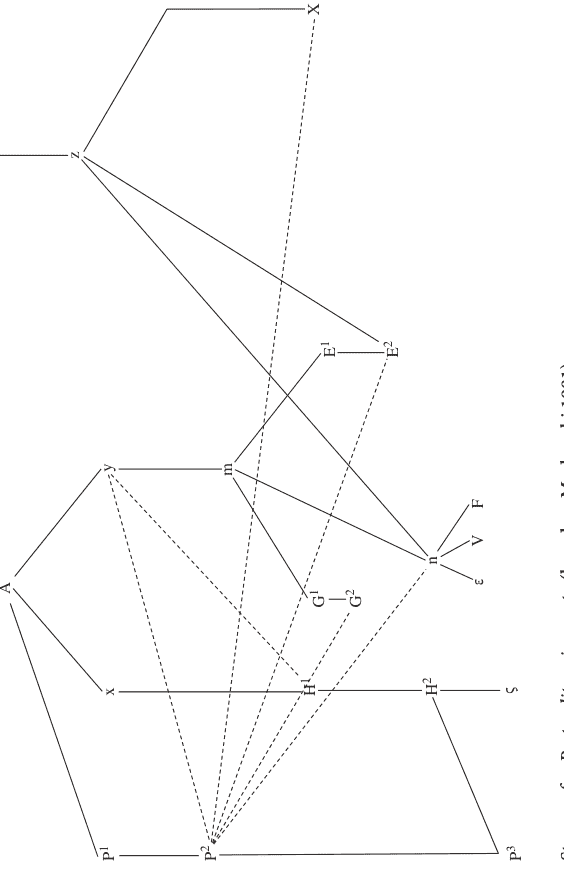 A
z
P¹ x y
P² m
H¹ G¹ E¹ X
G²
E²
H² n
ε V F
P³ ς